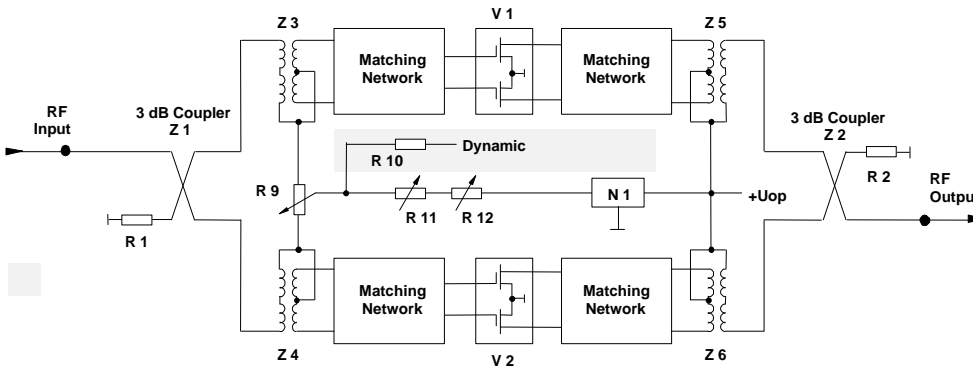 Z 3
V 1
Z 5
Matching
Network
Matching
Network
RF
Input
3 dB Coupler
Z 1
3 dB Coupler
Z 2
Dynamic
R 10
R 9
R 11
R 12
N 1
+Uop
R 2
RF
Output
R 1
Matching
Network
Matching
Network
Z 4
V 2
Z 6